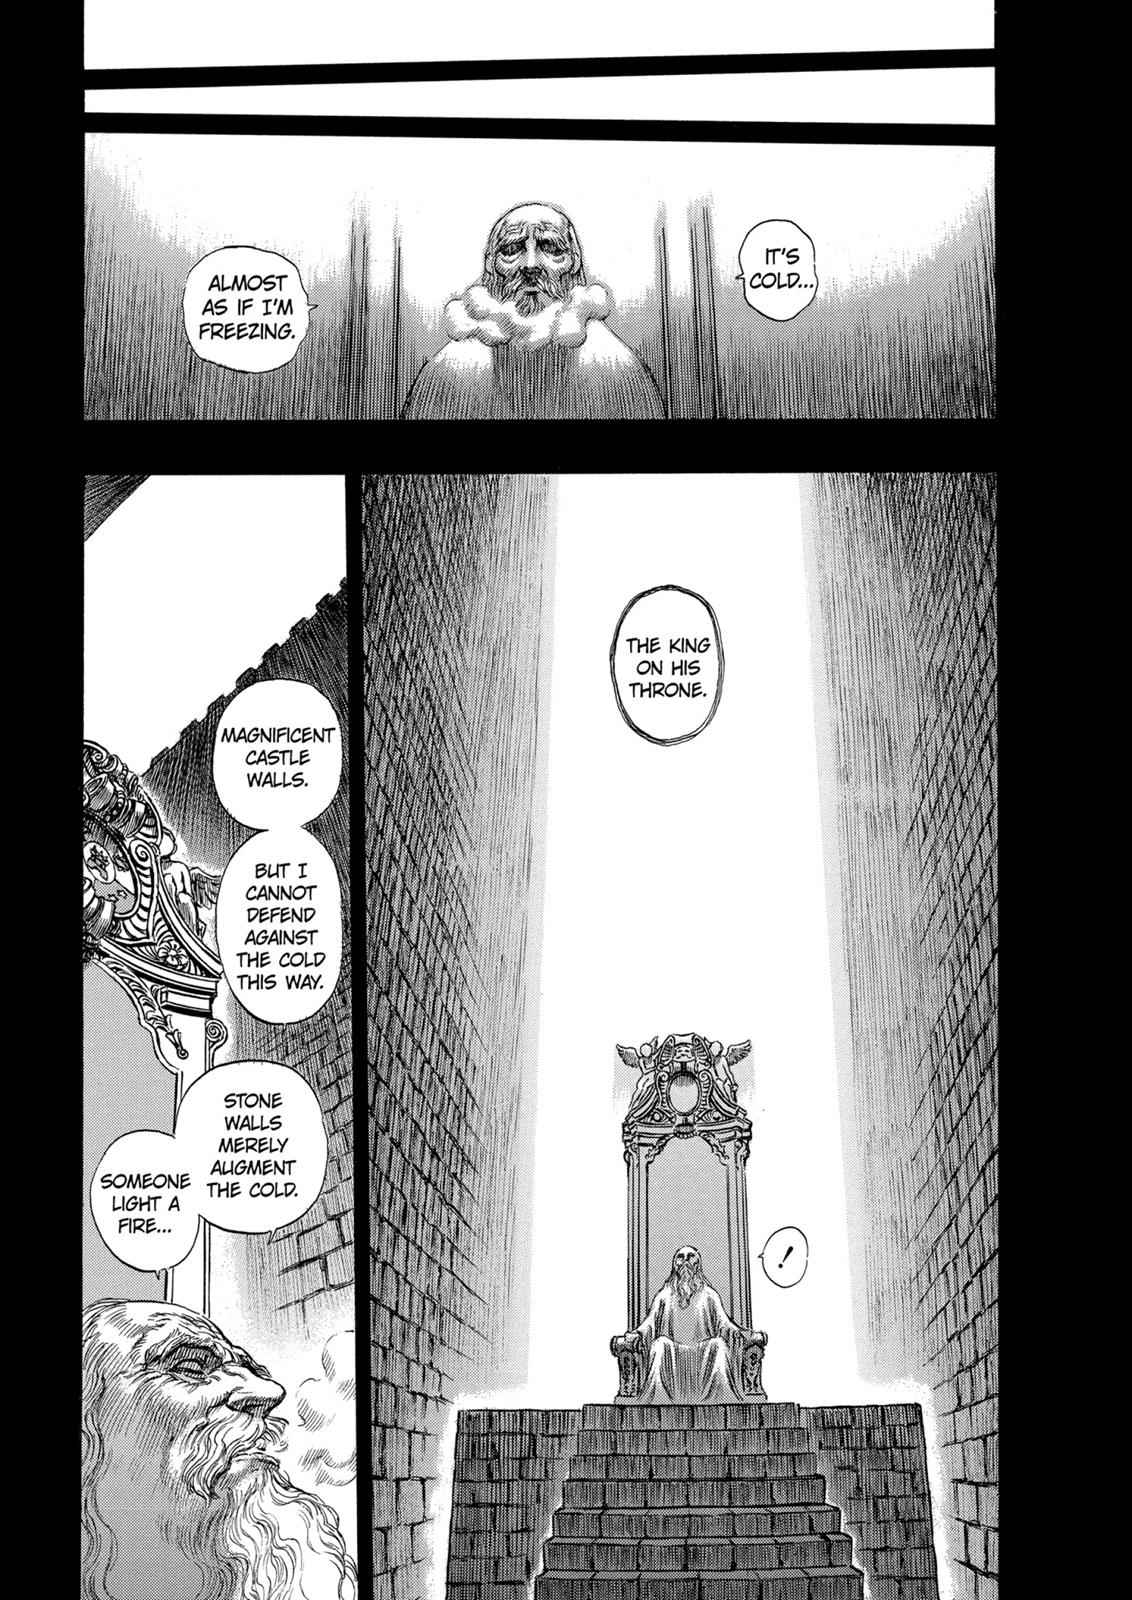 IT'S
COLD...
ALMOST
AS IF I'M
FREEZING.
THE KING
ON HIS
THRONE.
!
MAGNIFICENT
CASTLE
WALLS.
BUT I
CANNOT
DEFEND
AGAINST
THE COLD
THIS WAY.
STONE
WALLS
MERELY
AUGMENT
THE COLD.
SOMEONE
LIGHT A
FIRE...